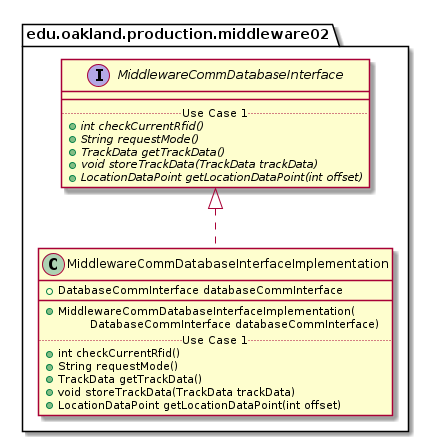 edu.oakland.production.middleware02
I MiddlewareCommDatabaseInterface
Use Case 1
int checkCurrentRfid()
String requestMode()
TrackData getTrackData()
void storeTrackData(TrackData trackData)
LocationDataPoint getLocationDataPoint(int offset)
C MiddlewareCommDatabaseInterfaceImplementation
DatabaseCommInterface databaseCommInterface
MiddlewareCommDatabaseInterfaceImplementation(
DatabaseCommInterface databaseCommInterface)
Use Case 1
int checkCurrentRfid()
String requestMode()
TrackData getTrackData()
void storeTrackData(TrackData trackData)
LocationDataPoint getLocationDataPoint(int offset)